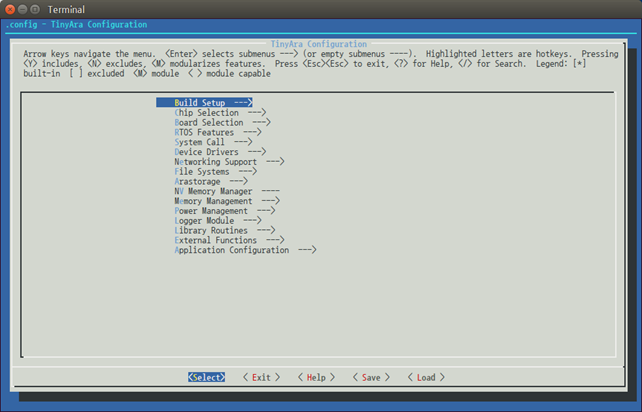 Terminal
.config - TinyAra Configuration
TinyAra Configuration
Arrow keys navigate the menu.  <Enter> selects submenus ---> (or empty submenus ----).  Highlighted letters are hotkeys.  Pressing
<Y> includes, <N> excludes, <M> modularizes features.  Press <Esc><Esc> to exit, <?> for Help, </> for Search.  Legend: [*]
built-in  [ ] excluded  <M> module  < > module capable
Build Setup  --->
Chip Selection  --->
Board Selection  --->
RTOS Features  --->
System Call  --->
Device Drivers  --->
Networking Support  --->
File Systems  --->
Arastorage  --->
NV Memory Manager  ----
Memory Management  --->
Power Management  --->
Logger Module  --->
Library Routines  --->
External Functions  --->
Application Configuration  --->
<Select>    < Exit >    < Help >    < Save >    < Load >